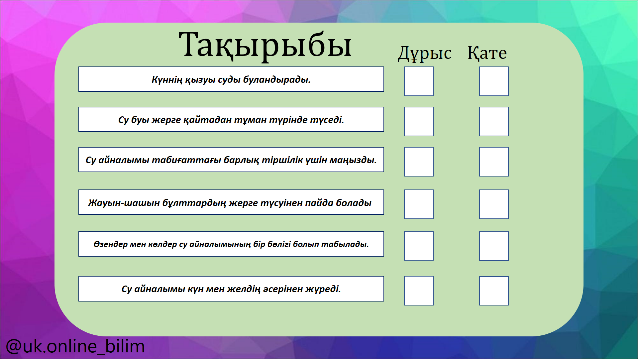 Тақырыбы
Дұрыс Қате
Күннің қызуы суды буландырады.
Су буы жерге қайтадан тұман түрінде түседі.
Су айналымы табиғаттағы барлық тіршілік үшін маңызды.
Жауын-шашын бұлттардың жерге түсуінен пайда болады
Өзендер мен көлдер су айналымының бір бөлігі болып табылады.
Су айналымы күн мен желдің әсерінен жүреді.
@uk.online_bilim